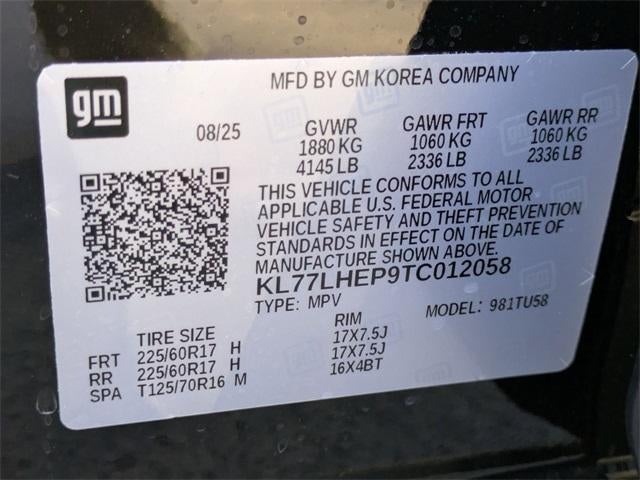 gm
MFD BY GM KOREA COMPANY
08/25 GVWR GAWR FRT GAWR RR
1880 KG 1060 KG 1060 KG
4145 LB 2336 LB 2336 LB
THIS VEHICLE CONFORMS TO ALL
APPLICABLE U.S. FEDERAL MOTOR
VEHICLE SAFETY AND THEFT PREVENTION
STANDARDS IN EFFECT ON THE DATE OF
MANUFACTURE SHOWN ABOVE.
KL77LHEP9TC012058
TYPE: MPV MODEL: 981TU58
TIRE SIZE RIM
FRT 225/60R17 H 17X7.5J
RR 225/60R17 H 17X7.5J
SPA T125/70R16 M 16X4BT